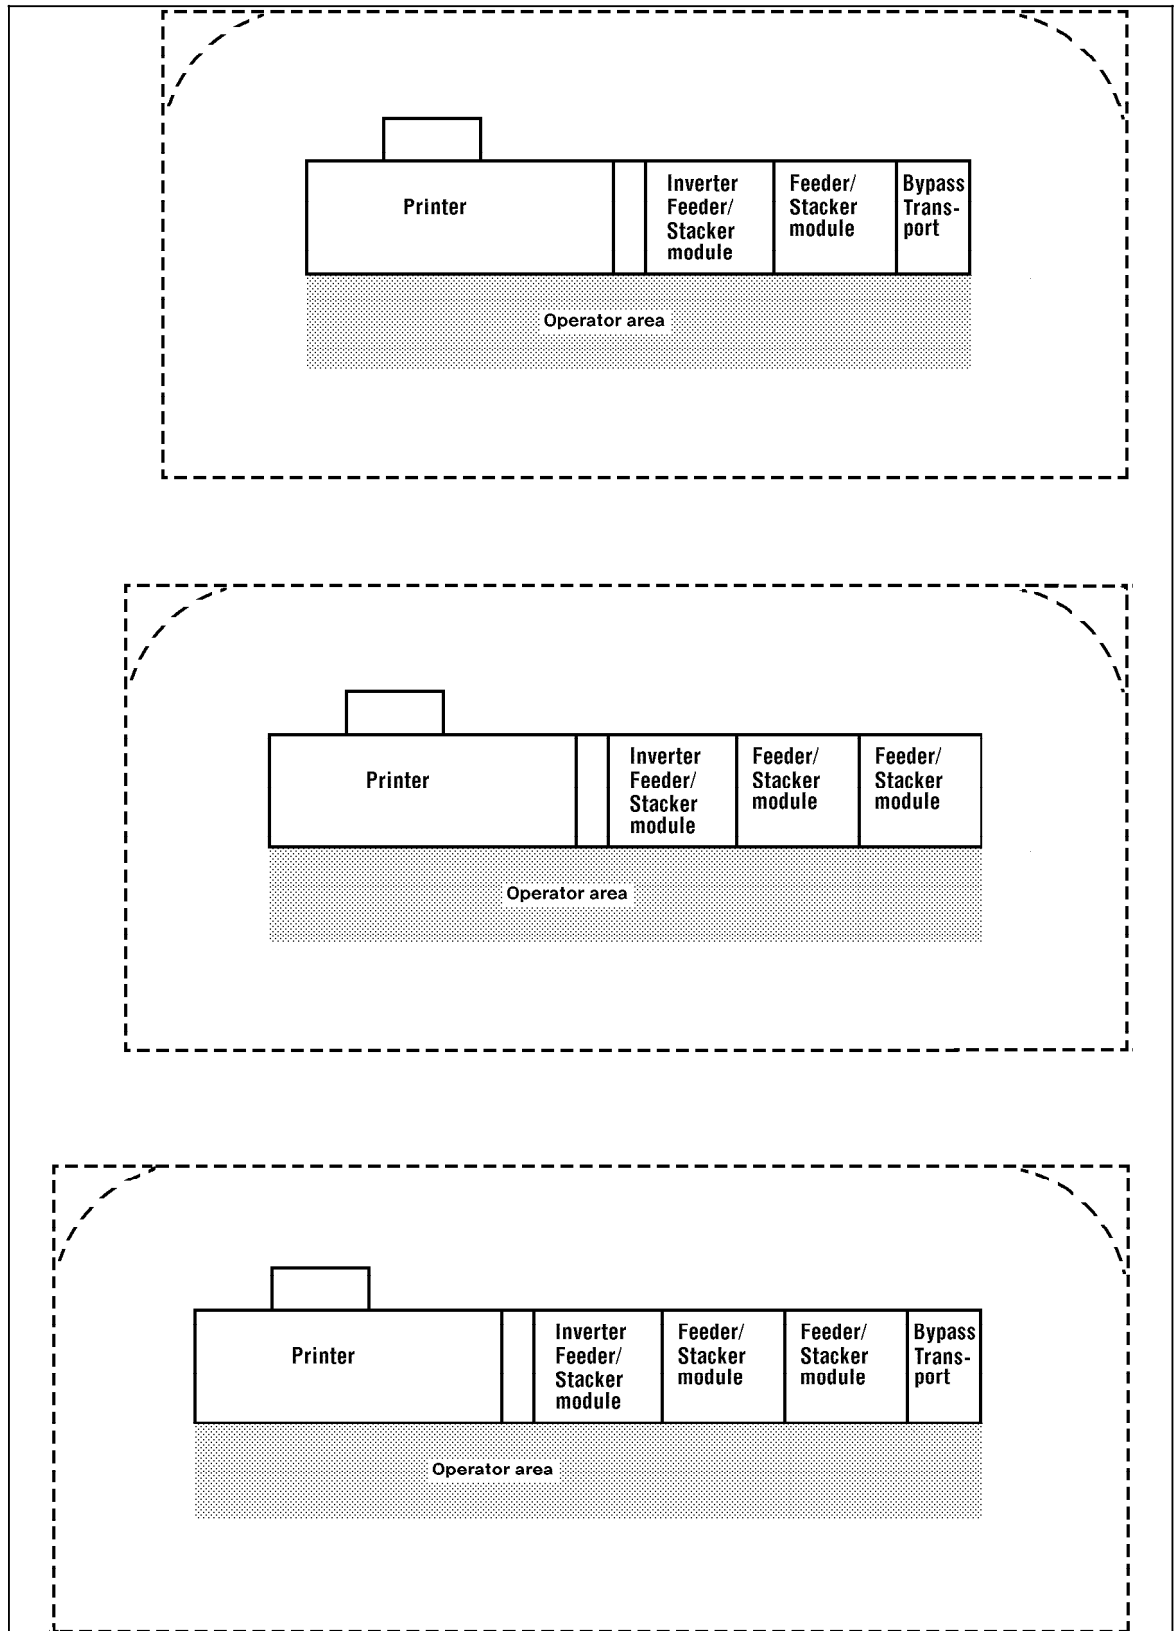 Printer
Inverter
Feeder/
Stacker
module
Feeder/
Stacker
module
Bypass
Trans-
port
Operator area
Printer
Inverter
Feeder/
Stacker
module
Feeder/
Stacker
module
Feeder/
Stacker
module
Operator area
Printer
Inverter
Feeder/
Stacker
module
Feeder/
Stacker
module
Feeder/
Stacker
module
Bypass
Trans-
port
Operator area